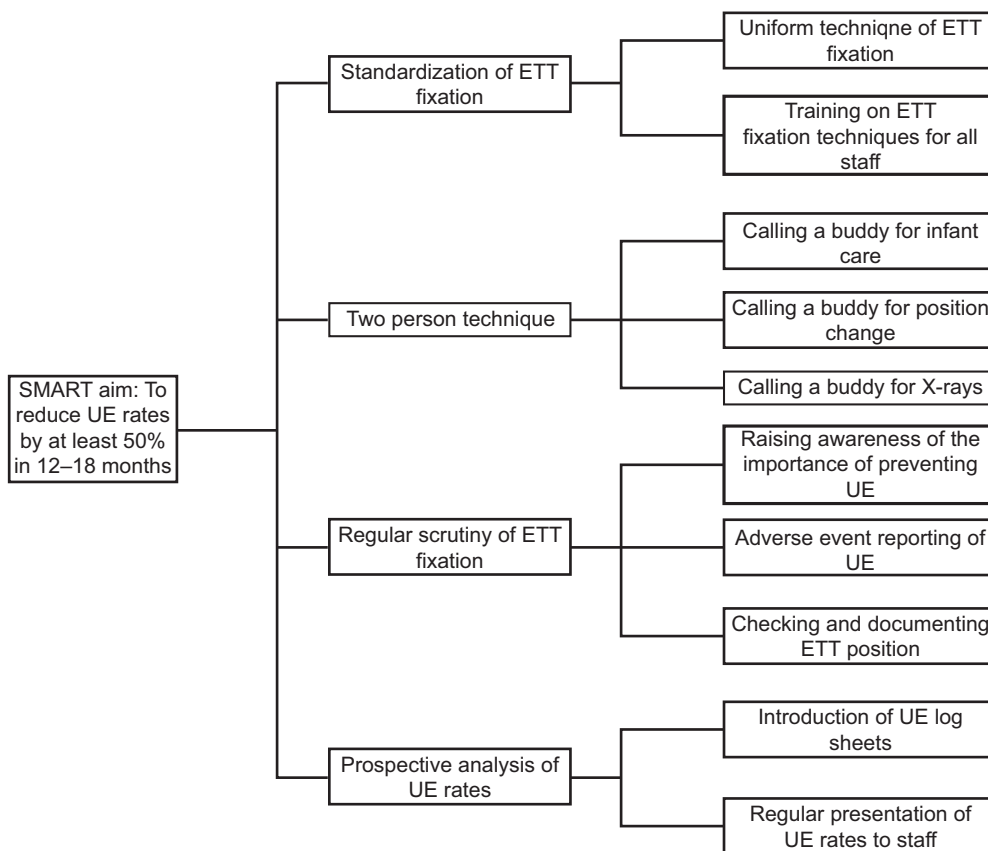 SMART aim: To
reduce UE rates
by at least 50%
in 12–18 months
Standardization of ETT
fixation
Uniform techniqne of ETT
fixation
Training on ETT
fixation techniques for all
staff
Two person technique
Calling a buddy for infant
care
Calling a buddy for position
change
Calling a buddy for X-rays
Regular scrutiny of ETT
fixation
Raising awareness of the
importance of preventing
UE
Adverse event reporting of
UE
Checking and documenting
ETT position
Prospective analysis of
UE rates
Introduction of UE log
sheets
Regular presentation of
UE rates to staff